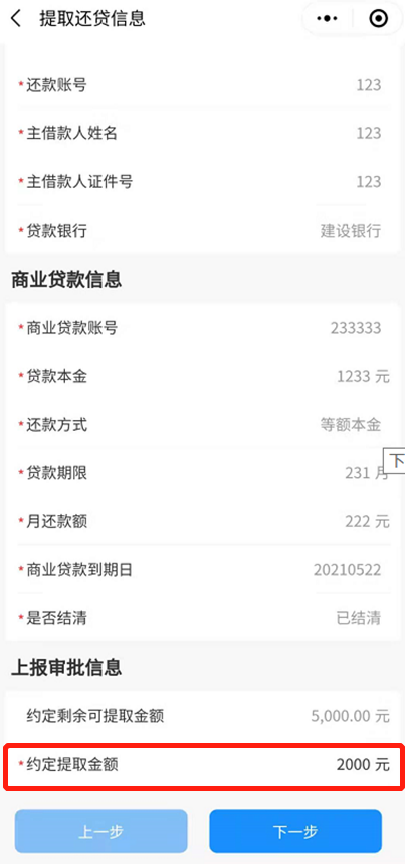 提取还贷信息
*还款账号 123
*主借款人姓名 123
*主借款人证件号 123
*贷款银行 建设银行
商业贷款信息
*商业贷款账号 233333
*贷款本金 1233 元
*还款方式 等额本金
下
*贷款期限 231 月
*月还款额 222 元
*商业贷款到期日 20210522
*是否结清 已结清
上报审批信息
约定剩余可提取金额 5,000.00 元
*约定提取金额 2000 元
上一步 下一步